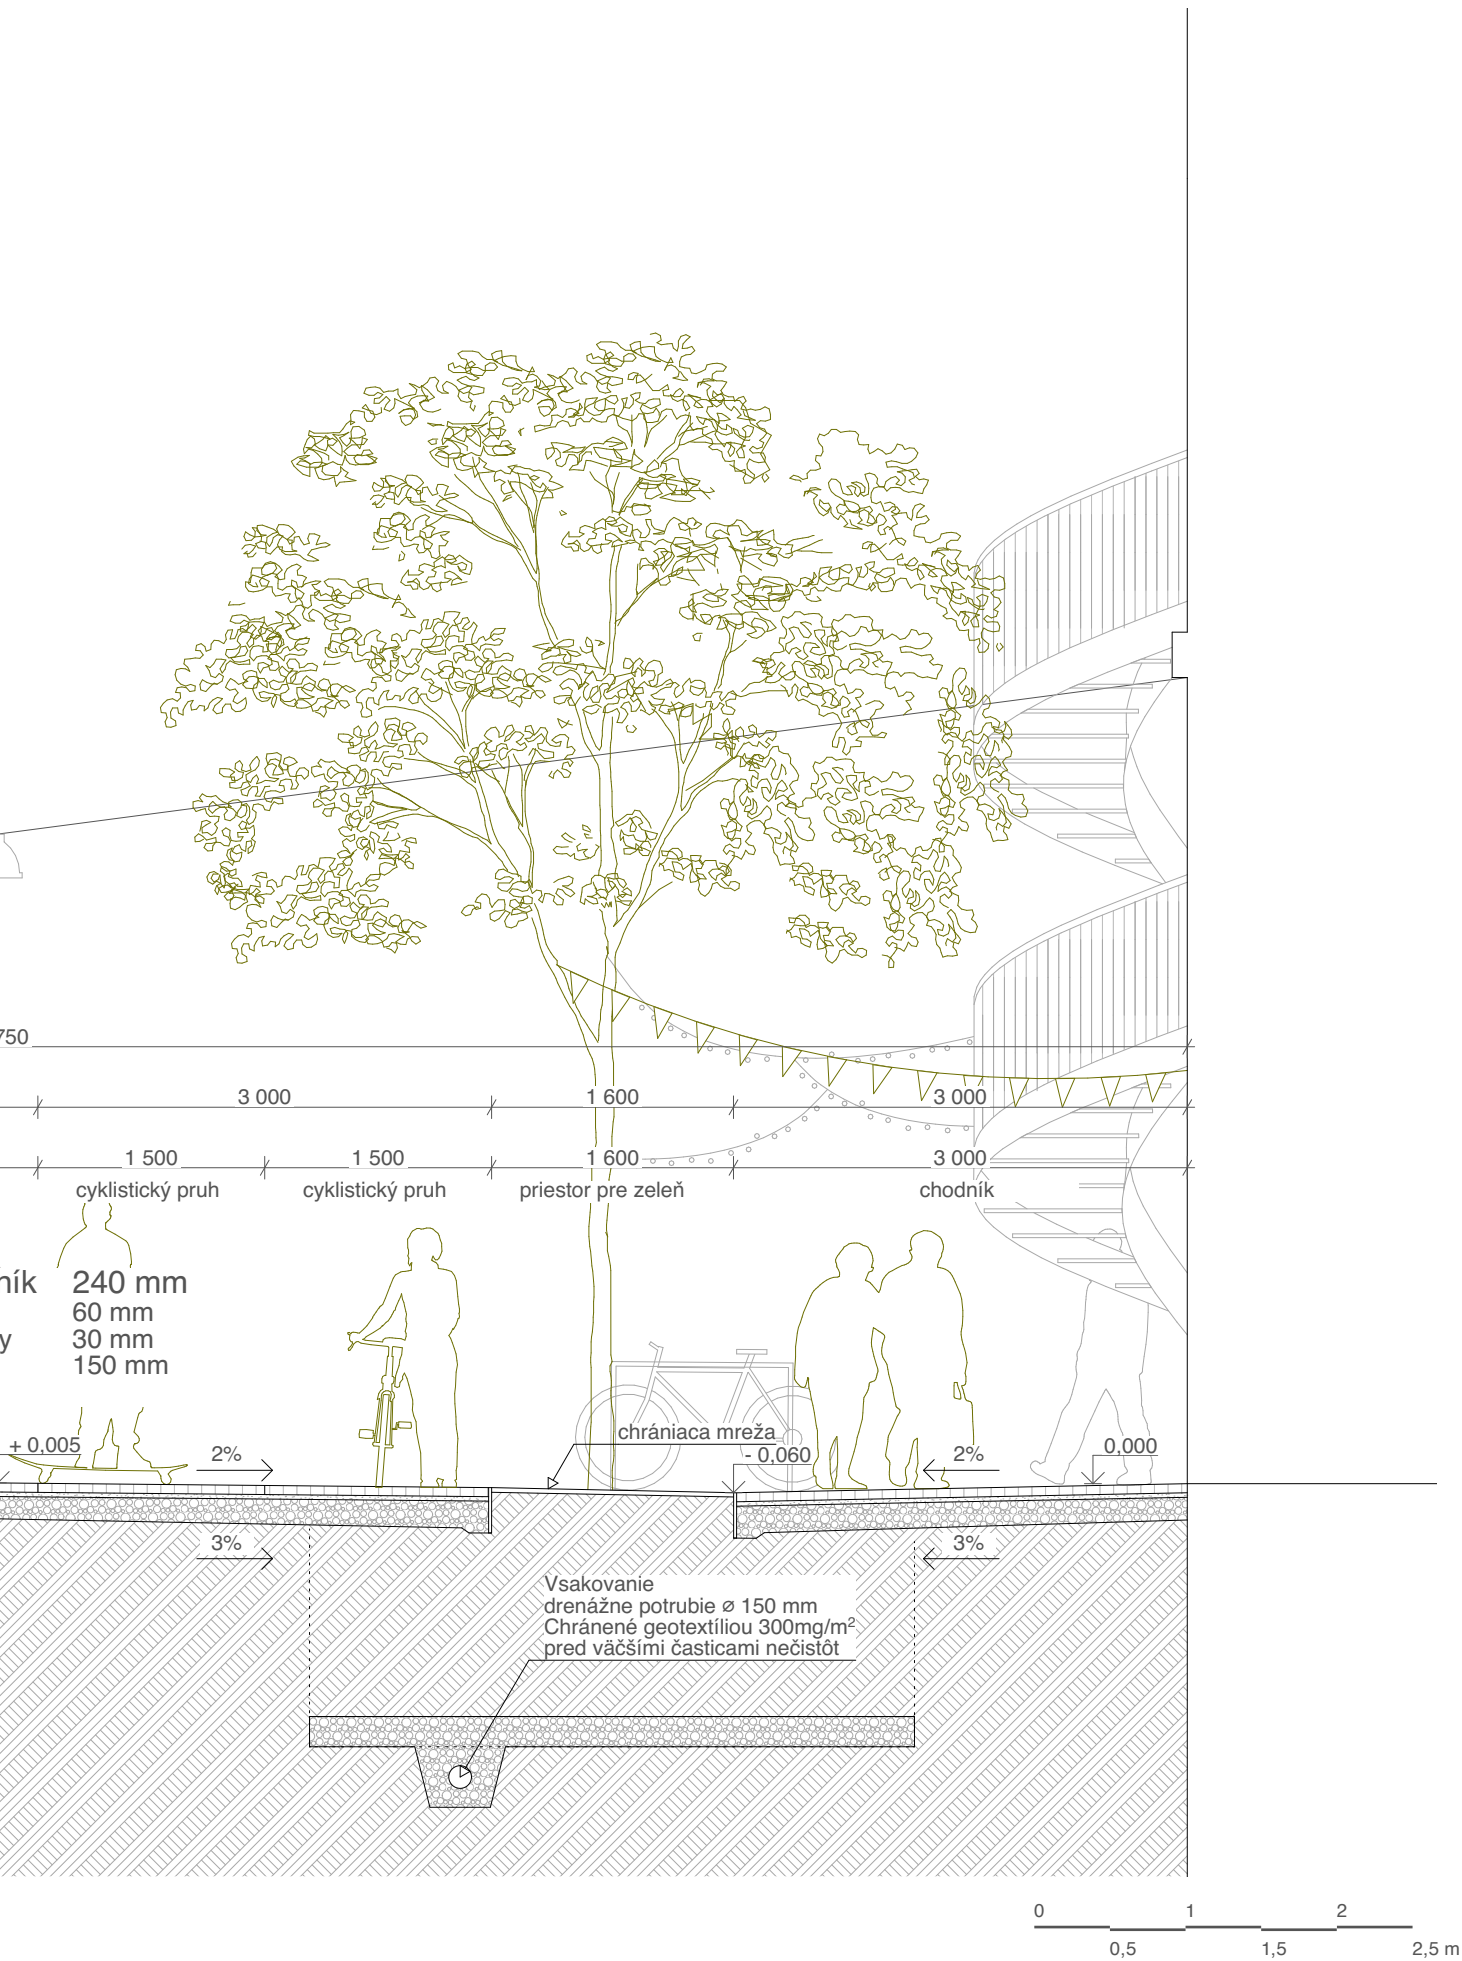 750
3 000
1 600
3 000
1 500
1 500
1 600
3 000
cyklistický pruh
cyklistický pruh
priestor pre zeleň
chodník
ník 240 mm
60 mm
y 30 mm
150 mm
chrániaca mreža
+ 0,005
2%
- 0,060
2%
0,000
3%
3%
Vsakovanie
drenážne potrubie ⌀ 150 mm
Chránené geotextíliou 300mg/m²
pred väčšími časticami nečistôt
0 1 2
0,5 1,5 2,5 m